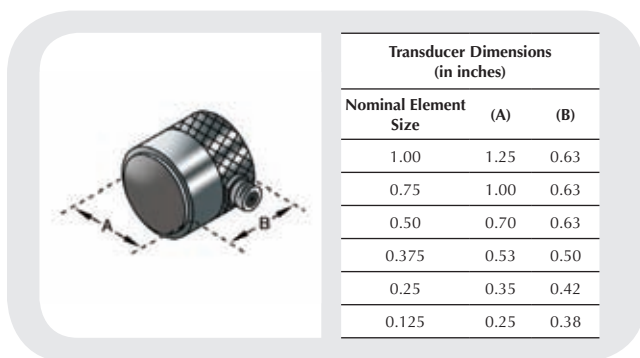 A
B
Transducer Dimensions
(in inches)
Nominal Element
Size
(A)
(B)
1.00 1.25 0.63
0.75 1.00 0.63
0.50 0.70 0.63
0.375 0.53 0.50
0.25 0.35 0.42
0.125 0.25 0.38